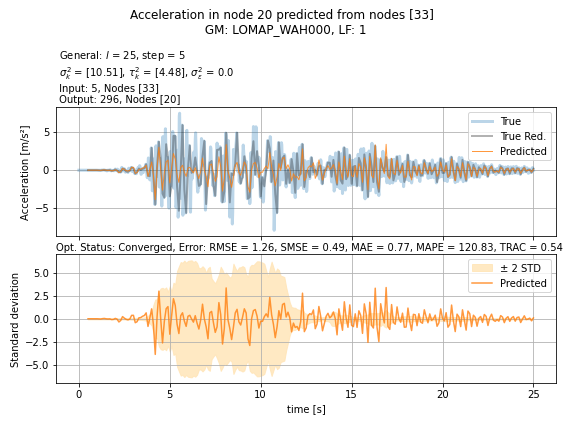 Acceleration in node 20 predicted from nodes [33]
GM: LOMAP_WAH000, LF: 1
General: l = 25, step = 5
σ²ₖ = [10.51], τ²ₖ = [4.48], σ²ε = 0.0
Input: 5, Nodes [33]
Output: 296, Nodes [20]
Acceleration [m/s²]
5
0
−5
True
True Red.
Predicted
Opt. Status: Converged, Error: RMSE = 1.26, SMSE = 0.49, MAE = 0.77, MAPE = 120.83, TRAC = 0.54
Standard deviation
5.0
2.5
0.0
−2.5
−5.0
± 2 STD
Predicted
0 5 10 15 20 25
time [s]